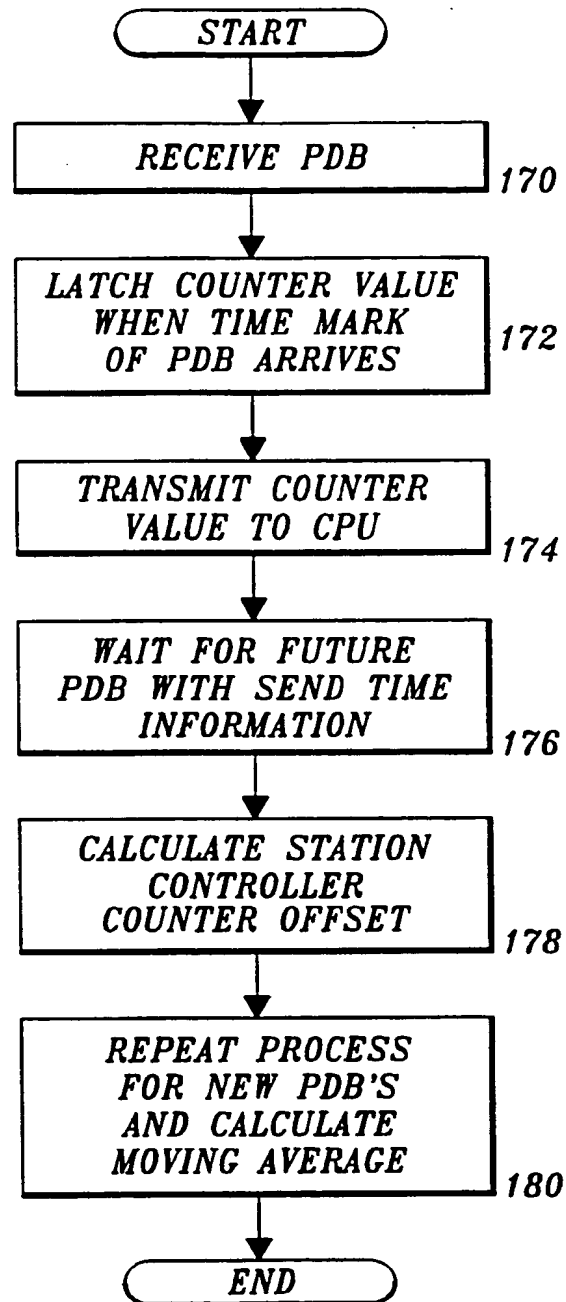 START
RECEIVE PDB
170
LATCH COUNTER VALUE
WHEN TIME MARK
OF PDB ARRIVES
172
TRANSMIT COUNTER
VALUE TO CPU
174
WAIT FOR FUTURE
PDB WITH SEND TIME
INFORMATION
176
CALCULATE STATION
CONTROLLER
COUNTER OFFSET
178
REPEAT PROCESS
FOR NEW PDB'S
AND CALCULATE
MOVING AVERAGE
180
END